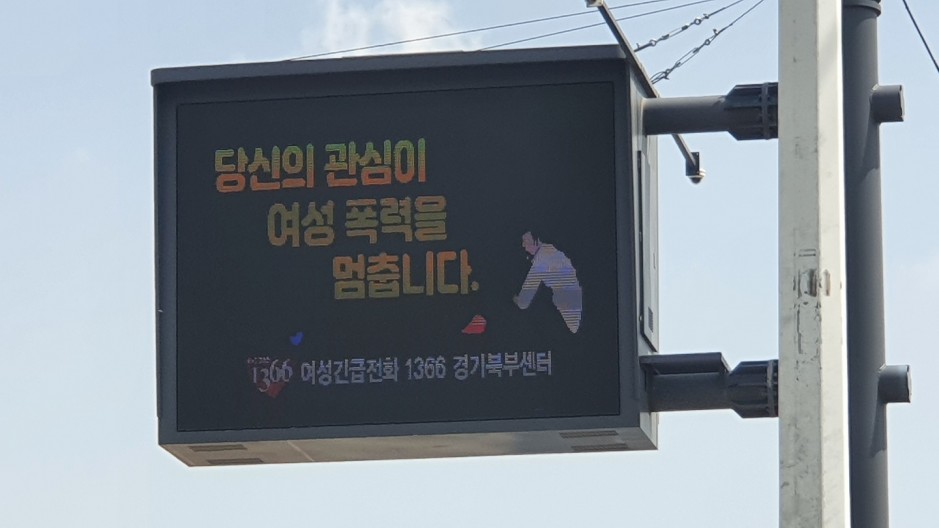 당신의 관심이
여성 폭력을
멈춥니다.
1366 여성긴급전화 1366 경기북부센터